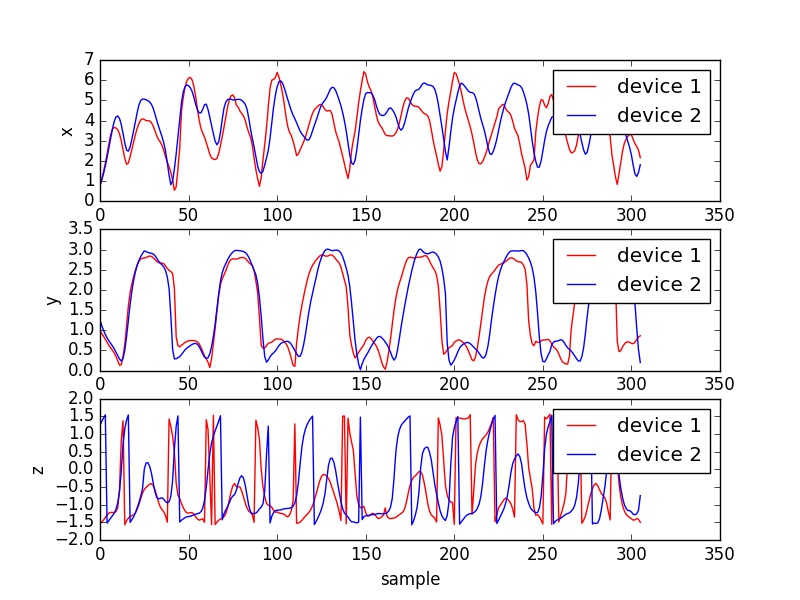 7
6
5
4
3
2
1
0
x
device 1
device 2
0 50 100 150 200 250 300 350
3.5
3.0
2.5
2.0
1.5
1.0
0.5
0.0
y
device 1
device 2
0 50 100 150 200 250 300 350
2.0
1.5
1.0
0.5
0.0
−0.5
−1.0
−1.5
−2.0
z
device 1
device 2
0 50 100 150 200 250 300 350
sample